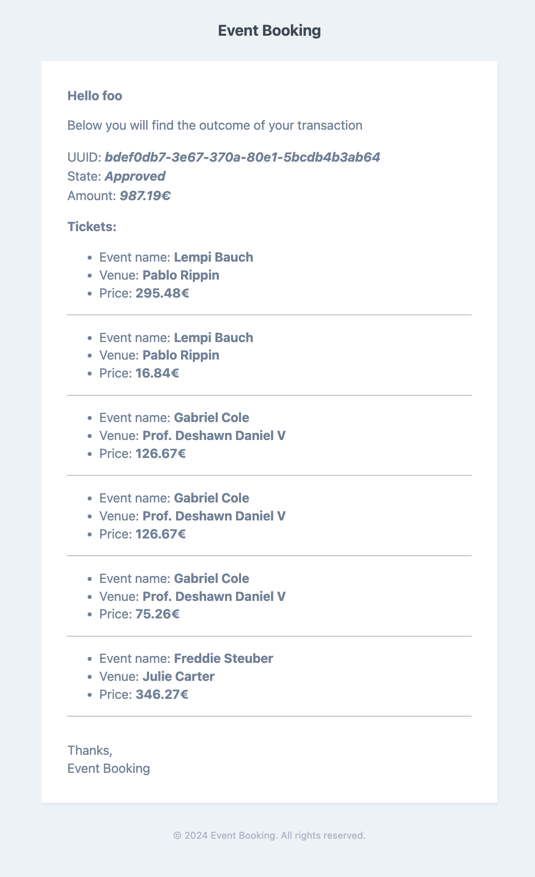 Event Booking
Hello foo
Below you will find the outcome of your transaction
UUID: bdef0db7-3e67-370a-80e1-5bcdb4b3ab64
State: Approved
Amount: 987.19€
Tickets:
• Event name: Lempi Bauch
• Venue: Pablo Rippin
• Price: 295.48€
• Event name: Lempi Bauch
• Venue: Pablo Rippin
• Price: 16.84€
• Event name: Gabriel Cole
• Venue: Prof. Deshawn Daniel V
• Price: 126.67€
• Event name: Gabriel Cole
• Venue: Prof. Deshawn Daniel V
• Price: 126.67€
• Event name: Gabriel Cole
• Venue: Prof. Deshawn Daniel V
• Price: 75.26€
• Event name: Freddie Steuber
• Venue: Julie Carter
• Price: 346.27€
Thanks,
Event Booking
© 2024 Event Booking. All rights reserved.